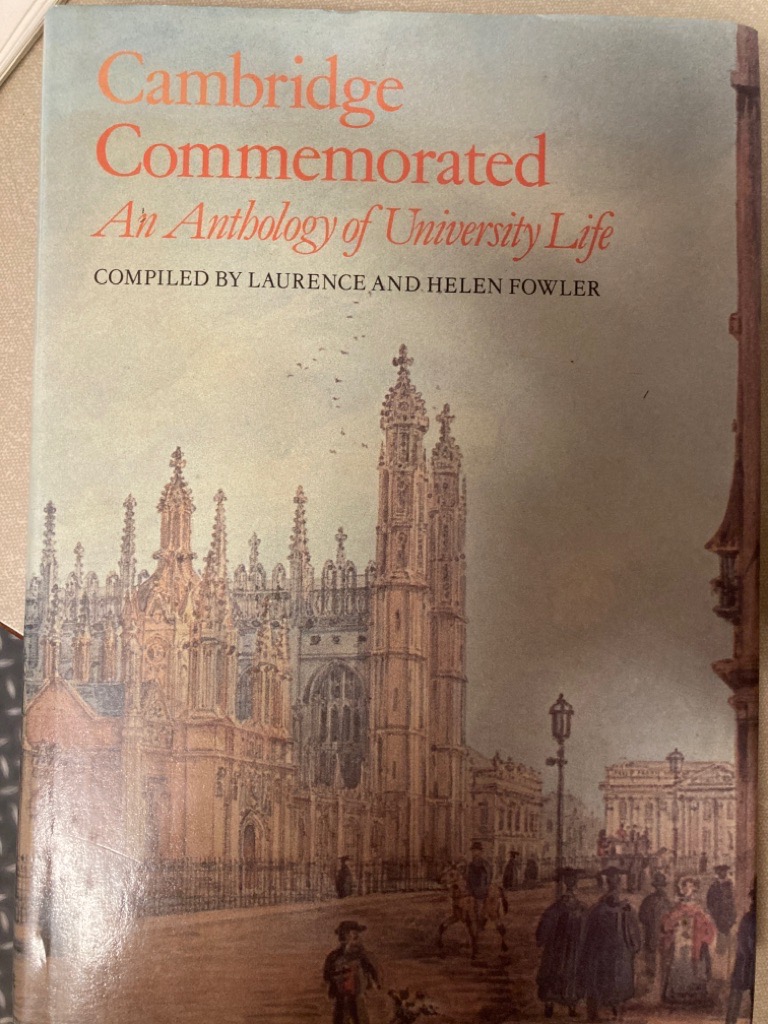 Cambridge
Commemorated
An Anthology of University Life
COMPILED BY LAURENCE AND HELEN FOWLER